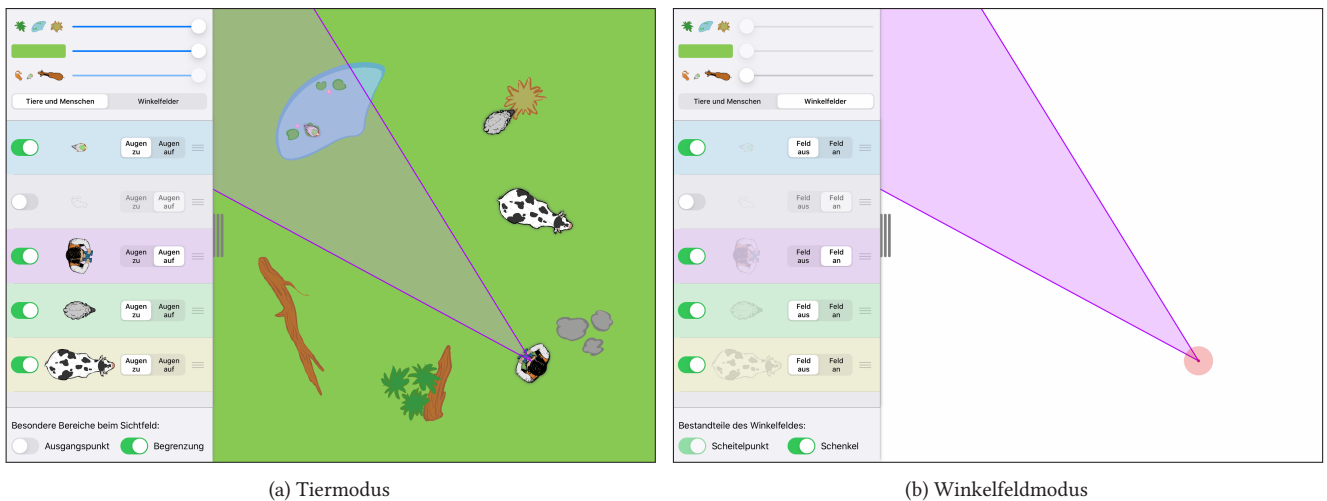 Tiere und Menschen Winkelfelder
Augen zu Augen auf
Augen zu Augen auf
Augen zu Augen auf
Augen zu Augen auf
Augen zu Augen auf
Besondere Bereiche beim Sichtfeld:
Ausgangspunkt Begrenzung
(a) Tiermodus
Tiere und Menschen Winkelfelder
Feld aus Feld an
Feld aus Feld an
Feld aus Feld an
Feld aus Feld an
Feld aus Feld an
Bestandteile des Winkelfeldes:
Scheitelpunkt Schenkel
(b) Winkelfeldmodus